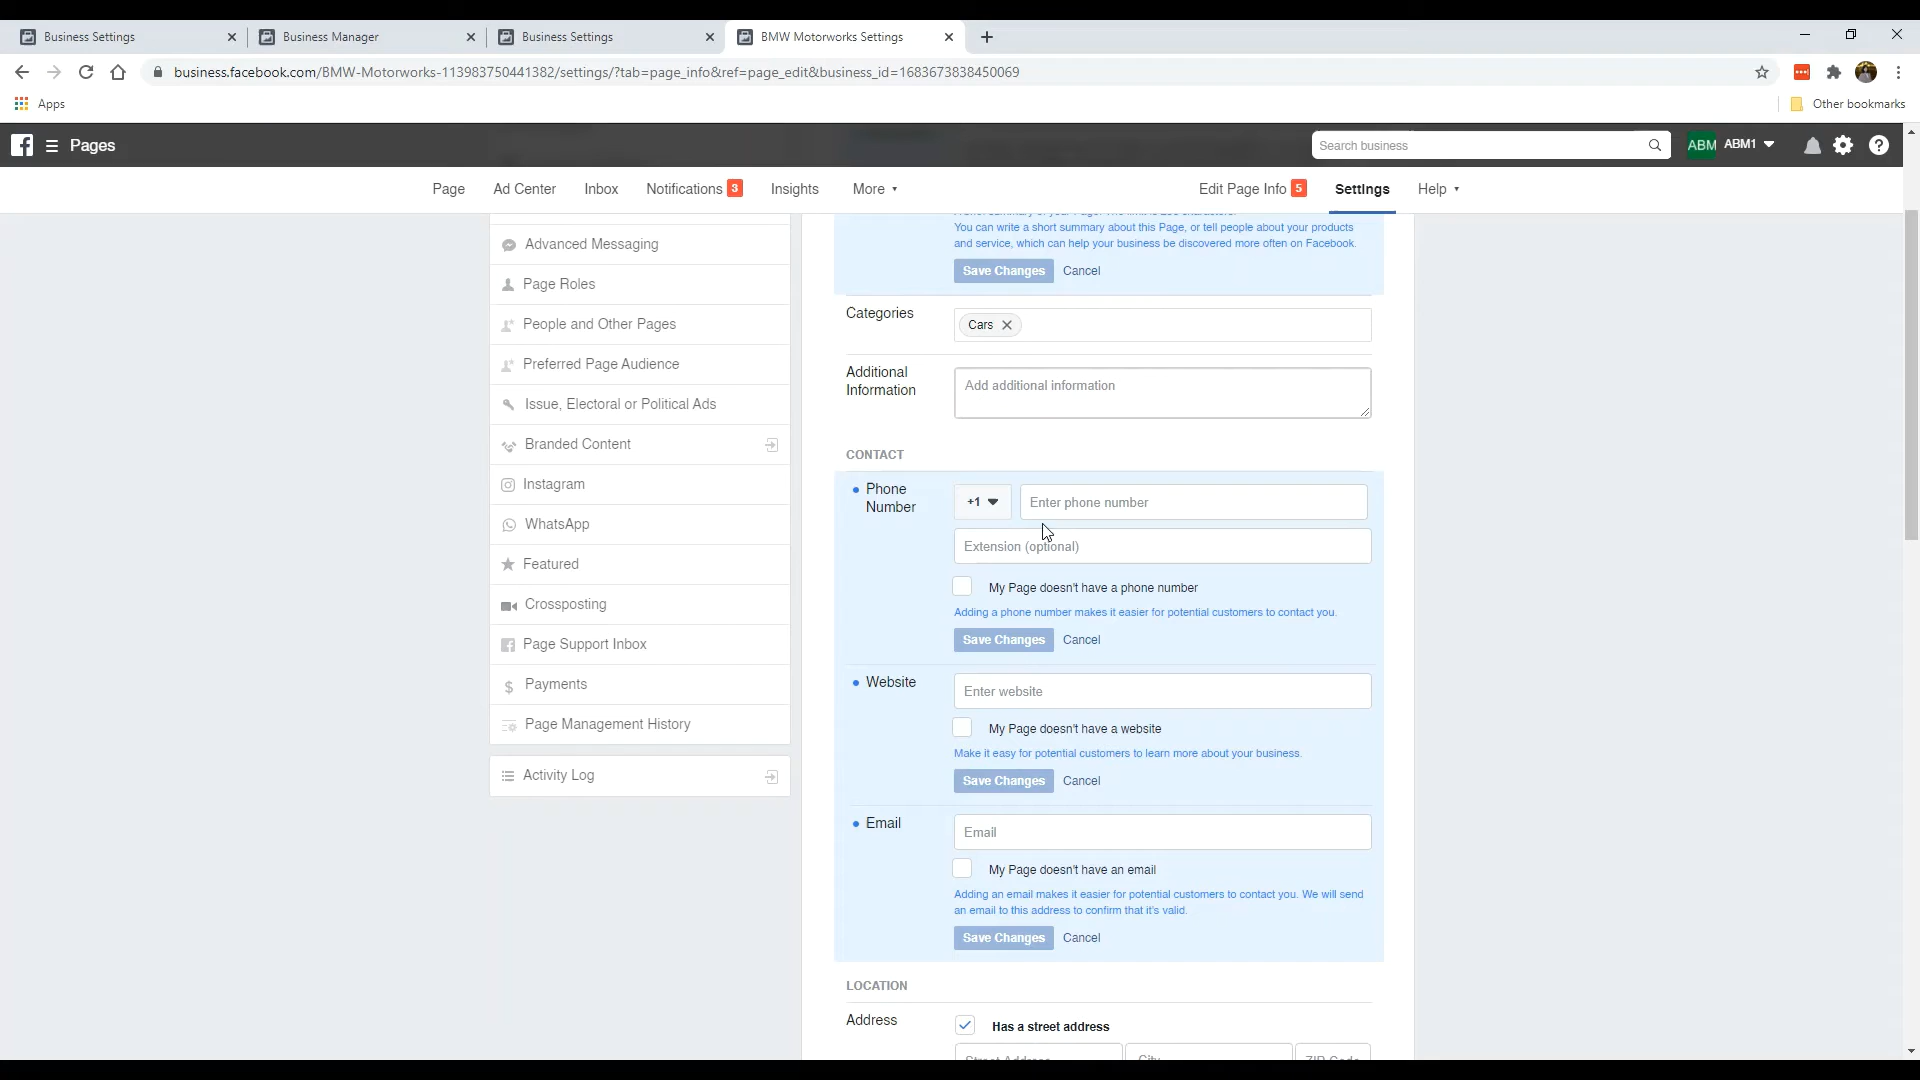 Business Settings
Business Manager
Business Settings
BMW Motorworks Settings
business.facebook.com/BMW-Motorworks-113983750441382/settings/?tab=page_info&ref=page_edit&business_id=1683673838450069
Apps
Other bookmarks
Pages
Search business
ABM
ABM1
Page
Ad Center
Inbox
Notifications 3
Insights
More
Edit Page Info 5
Settings
Help
Advanced Messaging
Page Roles
People and Other Pages
Preferred Page Audience
Issue, Electoral or Political Ads
Branded Content
Instagram
WhatsApp
Featured
Crossposting
Page Support Inbox
Payments
Page Management History
Activity Log
You can write a short summary about this Page, or tell people about your products
and service, which can help your business be discovered more often on Facebook.
Save Changes
Cancel
Categories
Cars
Additional
Information
Add additional information
CONTACT
Phone
Number
+1
Enter phone number
Extension (optional)
My Page doesn't have a phone number
Adding a phone number makes it easier for potential customers to contact you.
Save Changes
Cancel
Website
Enter website
My Page doesn't have a website
Make it easy for potential customers to learn more about your business.
Save Changes
Cancel
Email
Email
My Page doesn't have an email
Adding an email makes it easier for potential customers to contact you. We will send
an email to this address to confirm that it's valid.
Save Changes
Cancel
LOCATION
Address
Has a street address
Street Address
City
ZIP Code